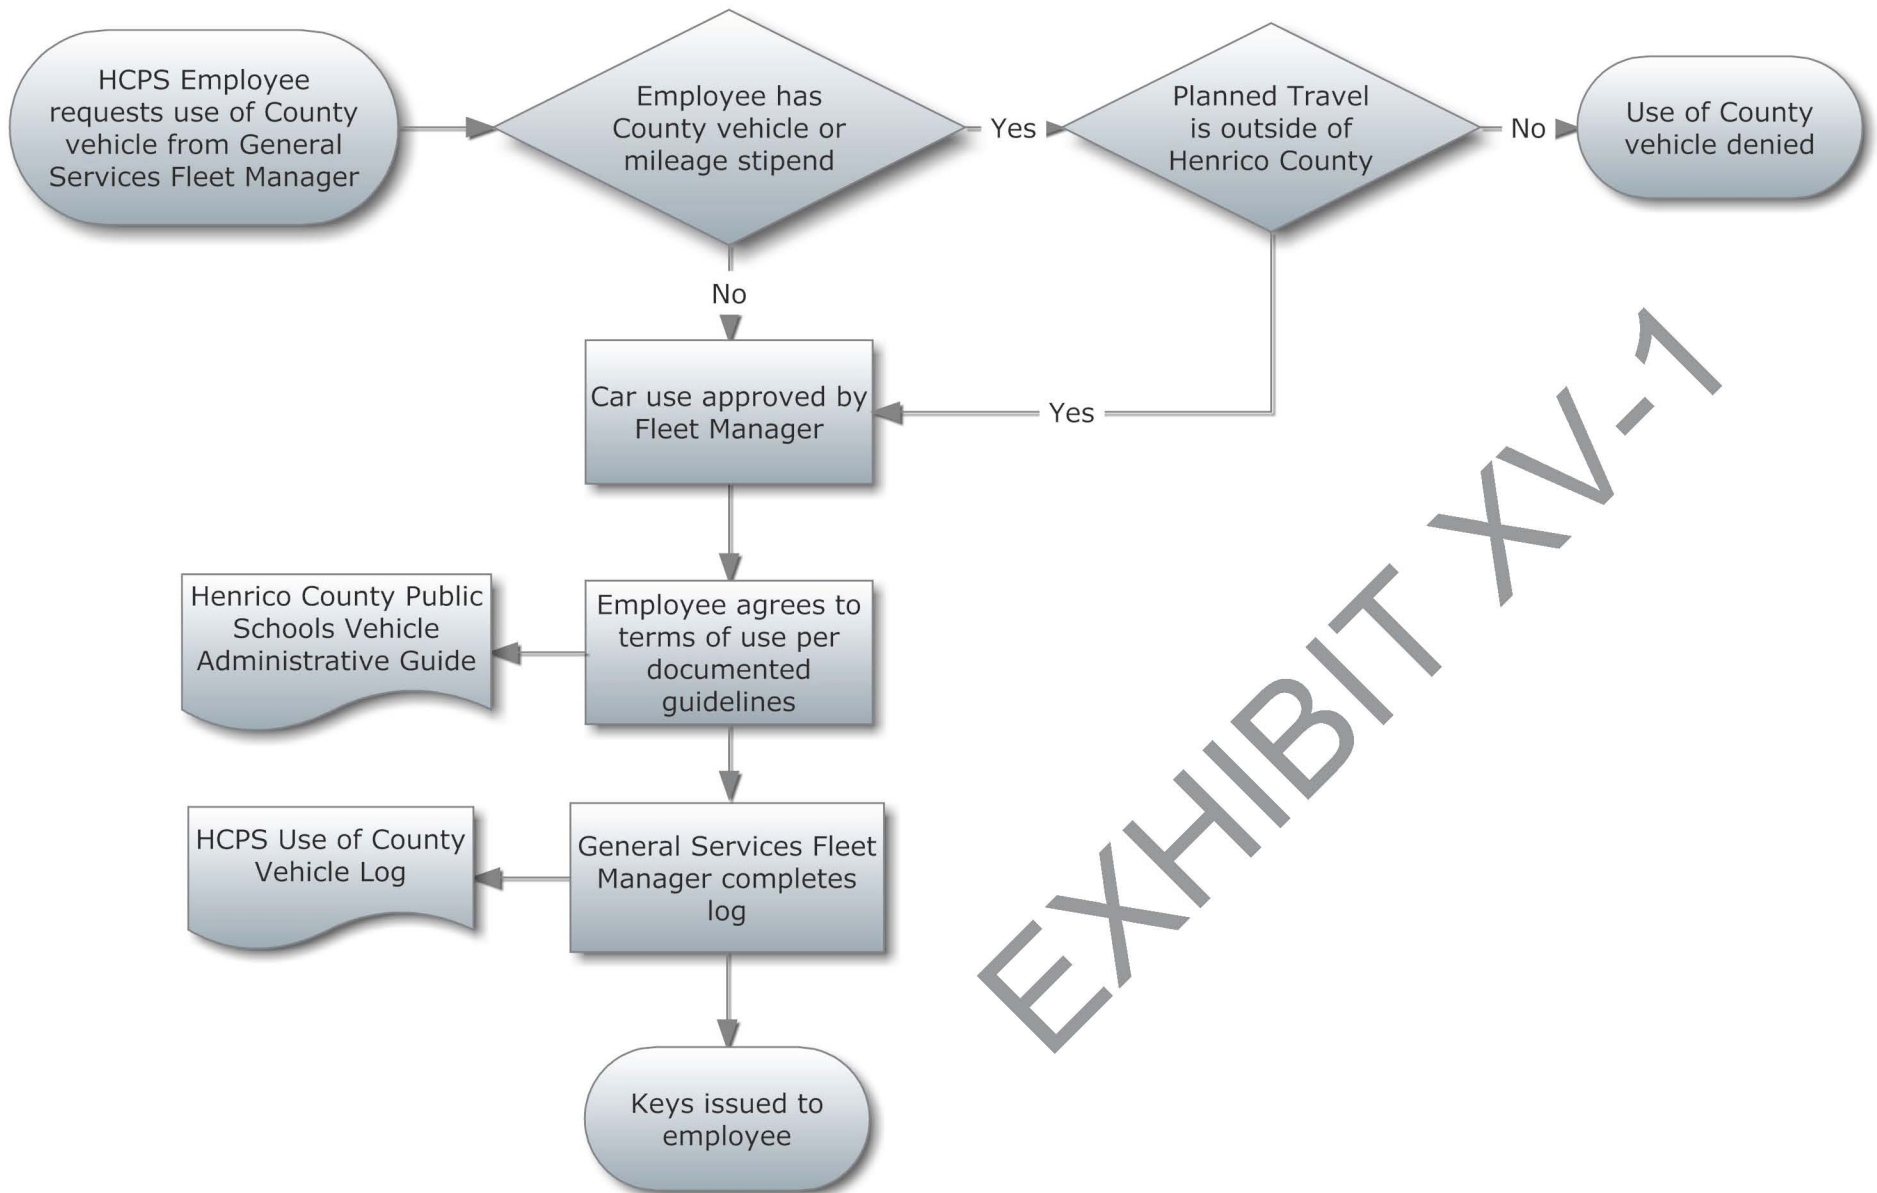 HCPS Employee
requests use of County
vehicle from General
Services Fleet Manager
Employee has
County vehicle or
mileage stipend
Yes
Planned Travel
is outside of
Henrico County
No
Use of County
vehicle denied
No
Car use approved by
Fleet Manager
Yes
Henrico County Public
Schools Vehicle
Administrative Guide
Employee agrees to
terms of use per
documented
guidelines
HCPS Use of County
Vehicle Log
General Services Fleet
Manager completes
log
Keys issued to
employee
EXHIBIT XV-1